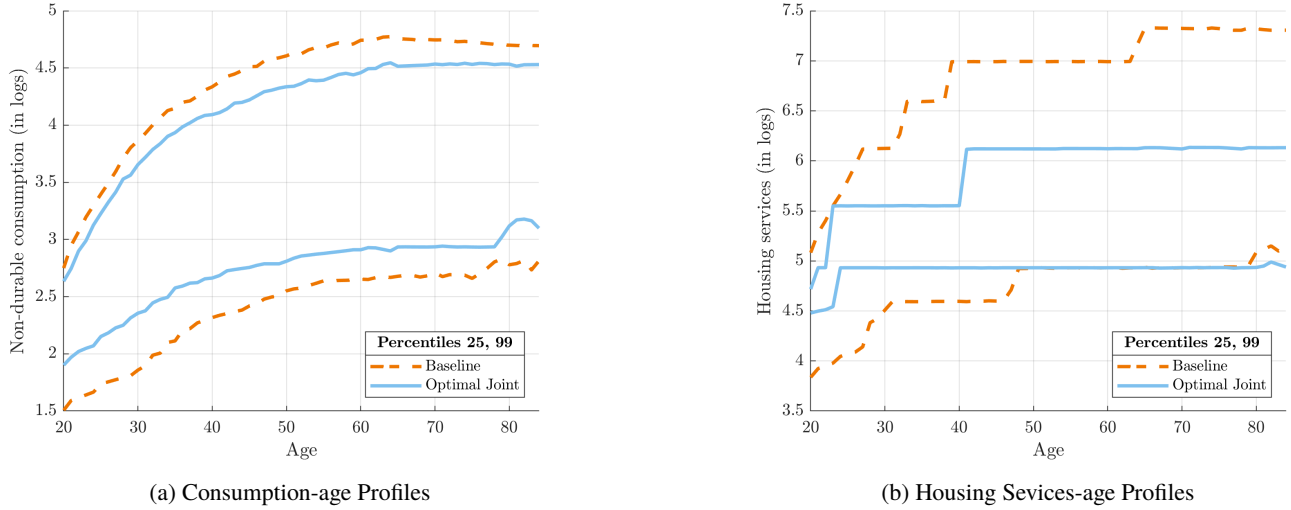 5
4.5
4
3.5
3
2.5
2
1.5
Non-durable consumption (in logs)
20
30
40
50
60
70
80
Age
Percentiles 25, 99
Baseline
Optimal Joint
(a) Consumption-age Profiles
7.5
7
6.5
6
5.5
5
4.5
4
3.5
Housing services (in logs)
20
30
40
50
60
70
80
Age
Percentiles 25, 99
Baseline
Optimal Joint
(b) Housing Sevices-age Profiles